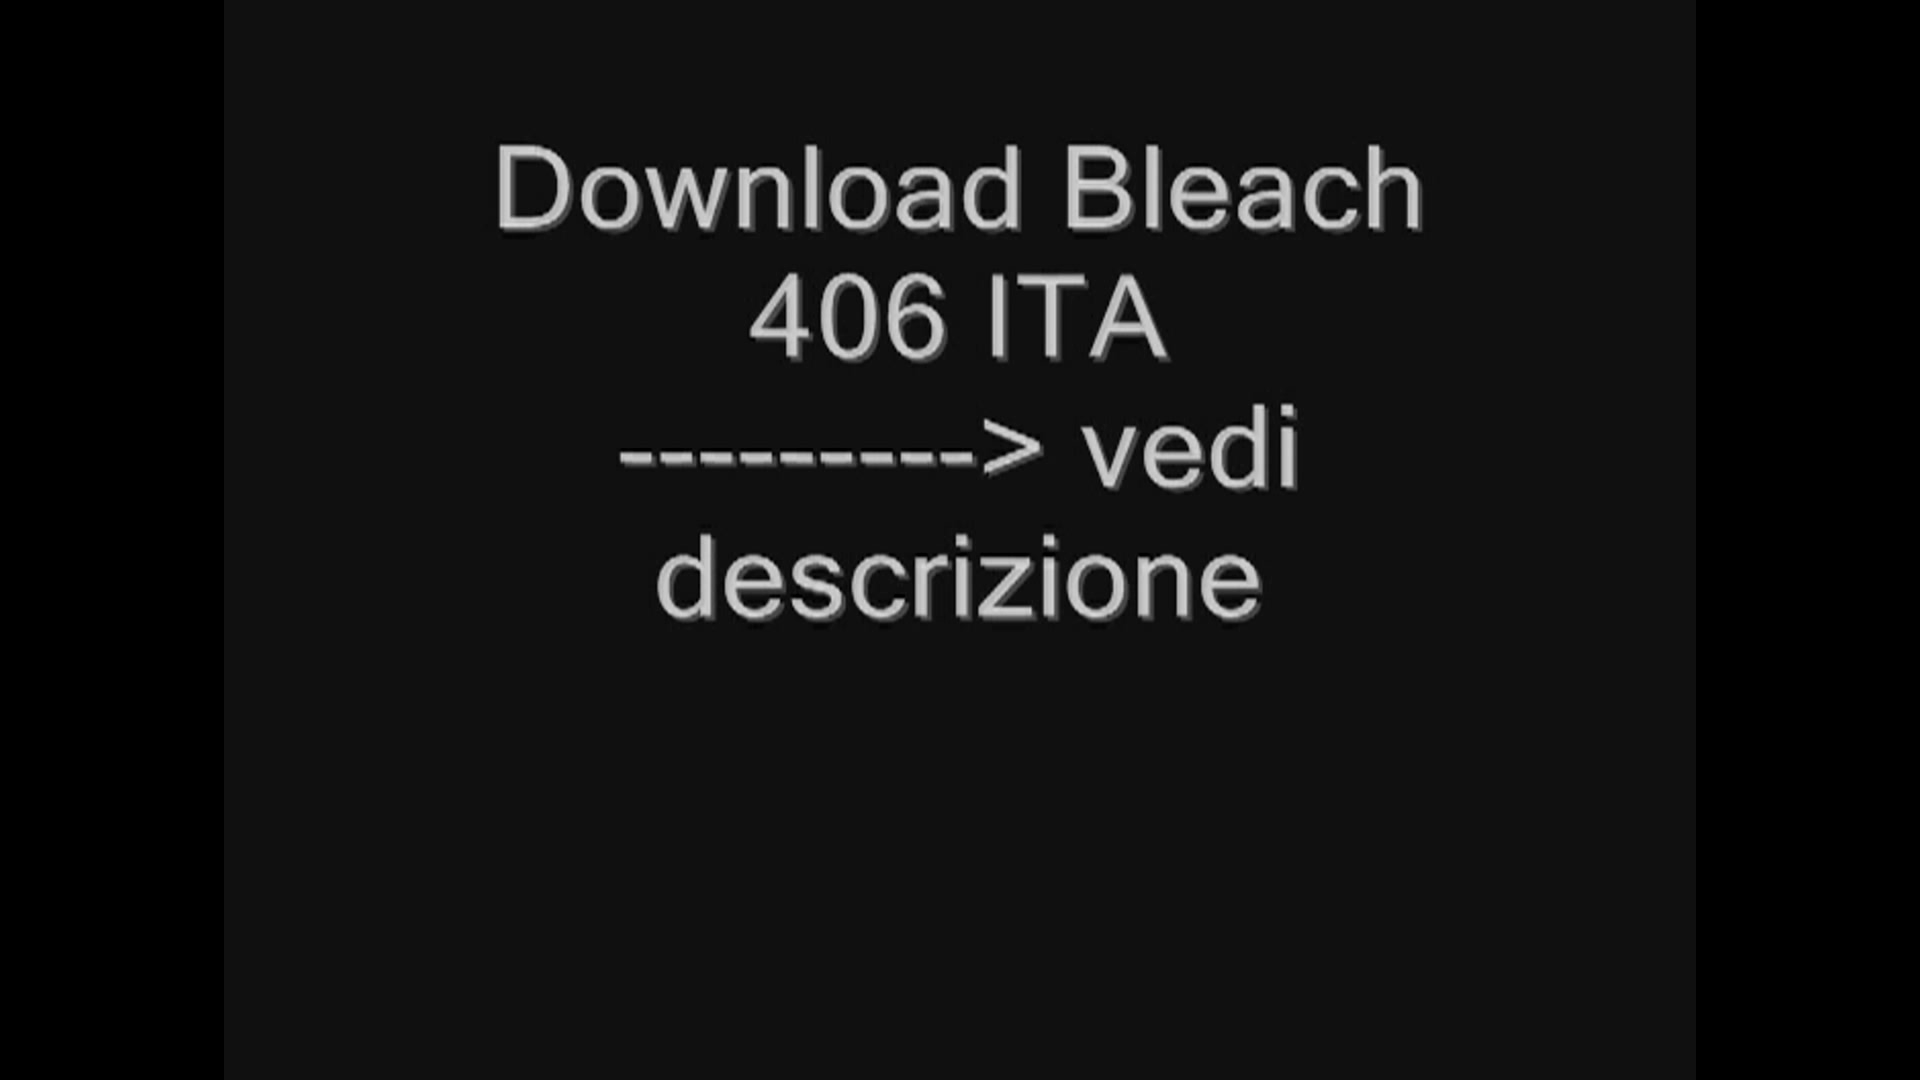 Download Bleach
406 ITA
---------> vedi
descrizione